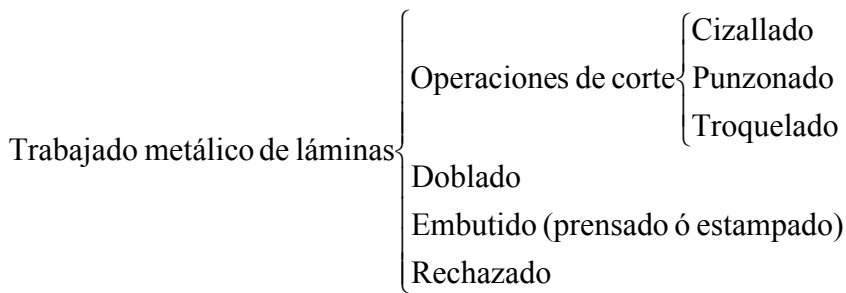 Cizallado
Operaciones de corte Punzonado
Troquelado
Trabajado metálico de láminas
Doblado
Embutido (prensado ó estampado)
Rechazado